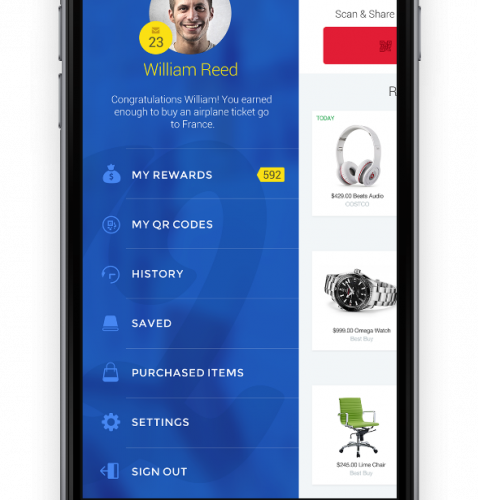 23
William Reed
Congratulations William! You earned
enough to buy an airplane ticket go
to France.
MY REWARDS
592
MY QR CODES
HISTORY
SAVED
PURCHASED ITEMS
SETTINGS
SIGN OUT
Scan & Share
R
TODAY
$429.00 Beats Audio
COSTCO
$999.00 Omega Watch
Best Buy
$245.00 Lime Chair
Best Buy